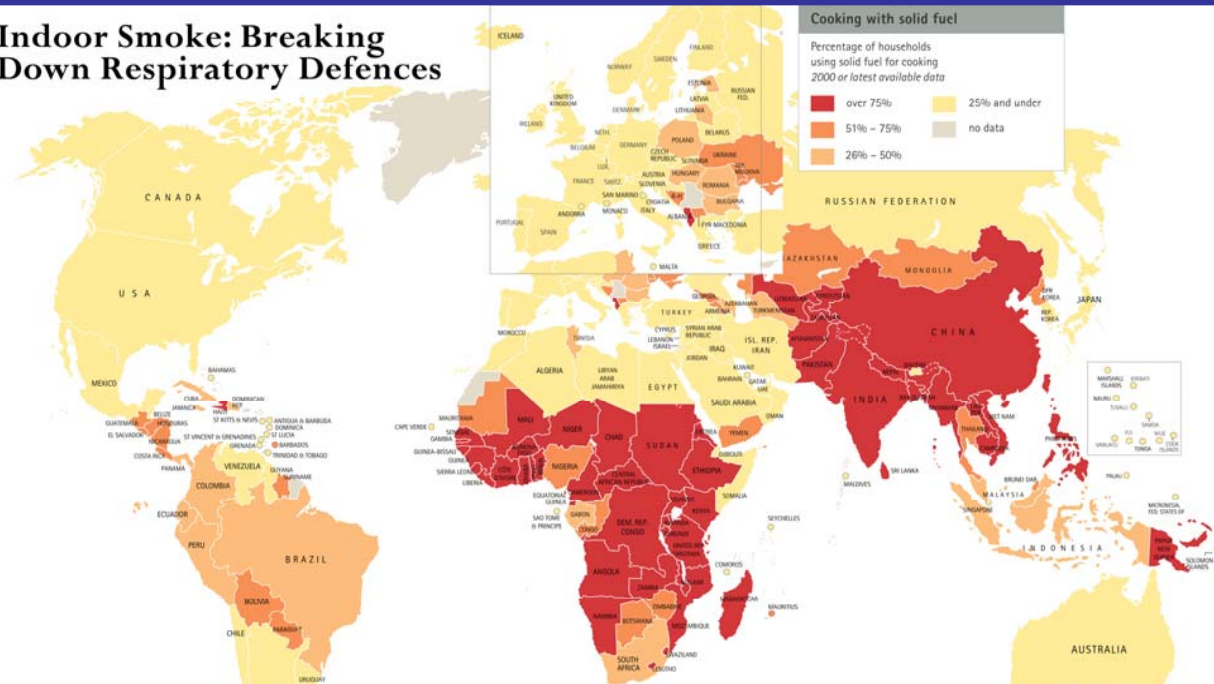 Indoor Smoke: Breaking
Down Respiratory Defences
Cooking with solid fuel
Percentage of households
using solid fuel for cooking
2000 or latest available data
over 75%
51% – 75%
26% – 50%
25% and under
no data
ICELAND
FINLAND
NORWAY
SWEDEN
ESTONIA
RUSSIAN
FED.
LATVIA
LITHUANIA
UNITED
KINGDOM
DENMARK
IRELAND
NETH.
BELARUS
POLAND
BELGIUM
GERMANY
CZECH
REPUBLIC
SLOVAKIA
UKRAINE
LUX.
MOLDOVA
AUSTRIA
HUNGARY
FRANCE
SWITZ.
SLOVENIA
ROMANIA
SAN MARINO
CROATIA
B-H
BULGARIA
ANDORRA
MONACO
ITALY
ALBANIA
FYR MACEDONIA
PORTUGAL
SPAIN
GREECE
MALTA
CANADA
USA
MEXICO
BAHAMAS
CUBA
DOMINICAN
REP.
JAMAICA
HAITI
BELIZE
ST KITTS & NEVIS
ANTIGUA & BARBUDA
DOMINICA
GUATEMALA
HONDURAS
ST LUCIA
EL SALVADOR
ST VINCENT & GRENADINES
BARBADOS
NICARAGUA
GRENADA
TRINIDAD & TOBAGO
COSTA RICA
PANAMA
VENEZUELA
GUYANA
SURINAME
COLOMBIA
ECUADOR
PERU
BRAZIL
BOLIVIA
PARAGUAY
CHILE
URUGUAY
RUSSIAN FEDERATION
KAZAKHSTAN
MONGOLIA
GEORGIA
AZERBAIJAN
ARMENIA
UZBEKISTAN
TURKMENISTAN
TURKEY
DPR
KOREA
REP.
KOREA
JAPAN
CHINA
MOROCCO
TUNISIA
CYPRUS
LEBANON
ISRAEL
SYRIAN ARAB
REPUBLIC
IRAQ
ISL. REP.
IRAN
JORDAN
AFGHANISTAN
KUWAIT
PAKISTAN
ALGERIA
LIBYAN
ARAB
JAMAHIRIYA
EGYPT
BAHRAIN
QATAR
UAE
SAUDI ARABIA
OMAN
INDIA
MARSHALL
ISLANDS
KIRIBATI
NAURU
TUVALU
SAMOA
FIJI
NIUE
VANUATU
TONGA
COOK
ISLANDS
MAURITANIA
MALI
NIGER
CHAD
SUDAN
ERITREA
YEMEN
CAPE VERDE
GAMBIA
GUINEA-BISSAU
GUINEA
SIERRA LEONE
LIBERIA
NIGERIA
DJIBOUTI
ETHIOPIA
CENTRAL
AFRICAN REPUBLIC
CAMEROON
SOMALIA
VIET NAM
THAILAND
CAMBODIA
PHILIPPINES
SRI LANKA
MALDIVES
BRUNEI DAR.
PALAU
MALAYSIA
SINGAPORE
MICRONESIA,
FED. STATES OF
EQUATORIAL
GUINEA
SAO TOME
& PRINCIPE
GABON
CONGO
DEM. REP.
CONGO
KENYA
SEYCHELLES
INDONESIA
PAPUA
NEW
GUINEA
SOLOMON
ISLANDS
ANGOLA
ZAMBIA
COMOROS
ZIMBABWE
MADAGASCAR
MAURITIUS
NAMIBIA
BOTSWANA
MOZAMBIQUE
SWAZILAND
SOUTH
AFRICA
LESOTHO
AUSTRALIA